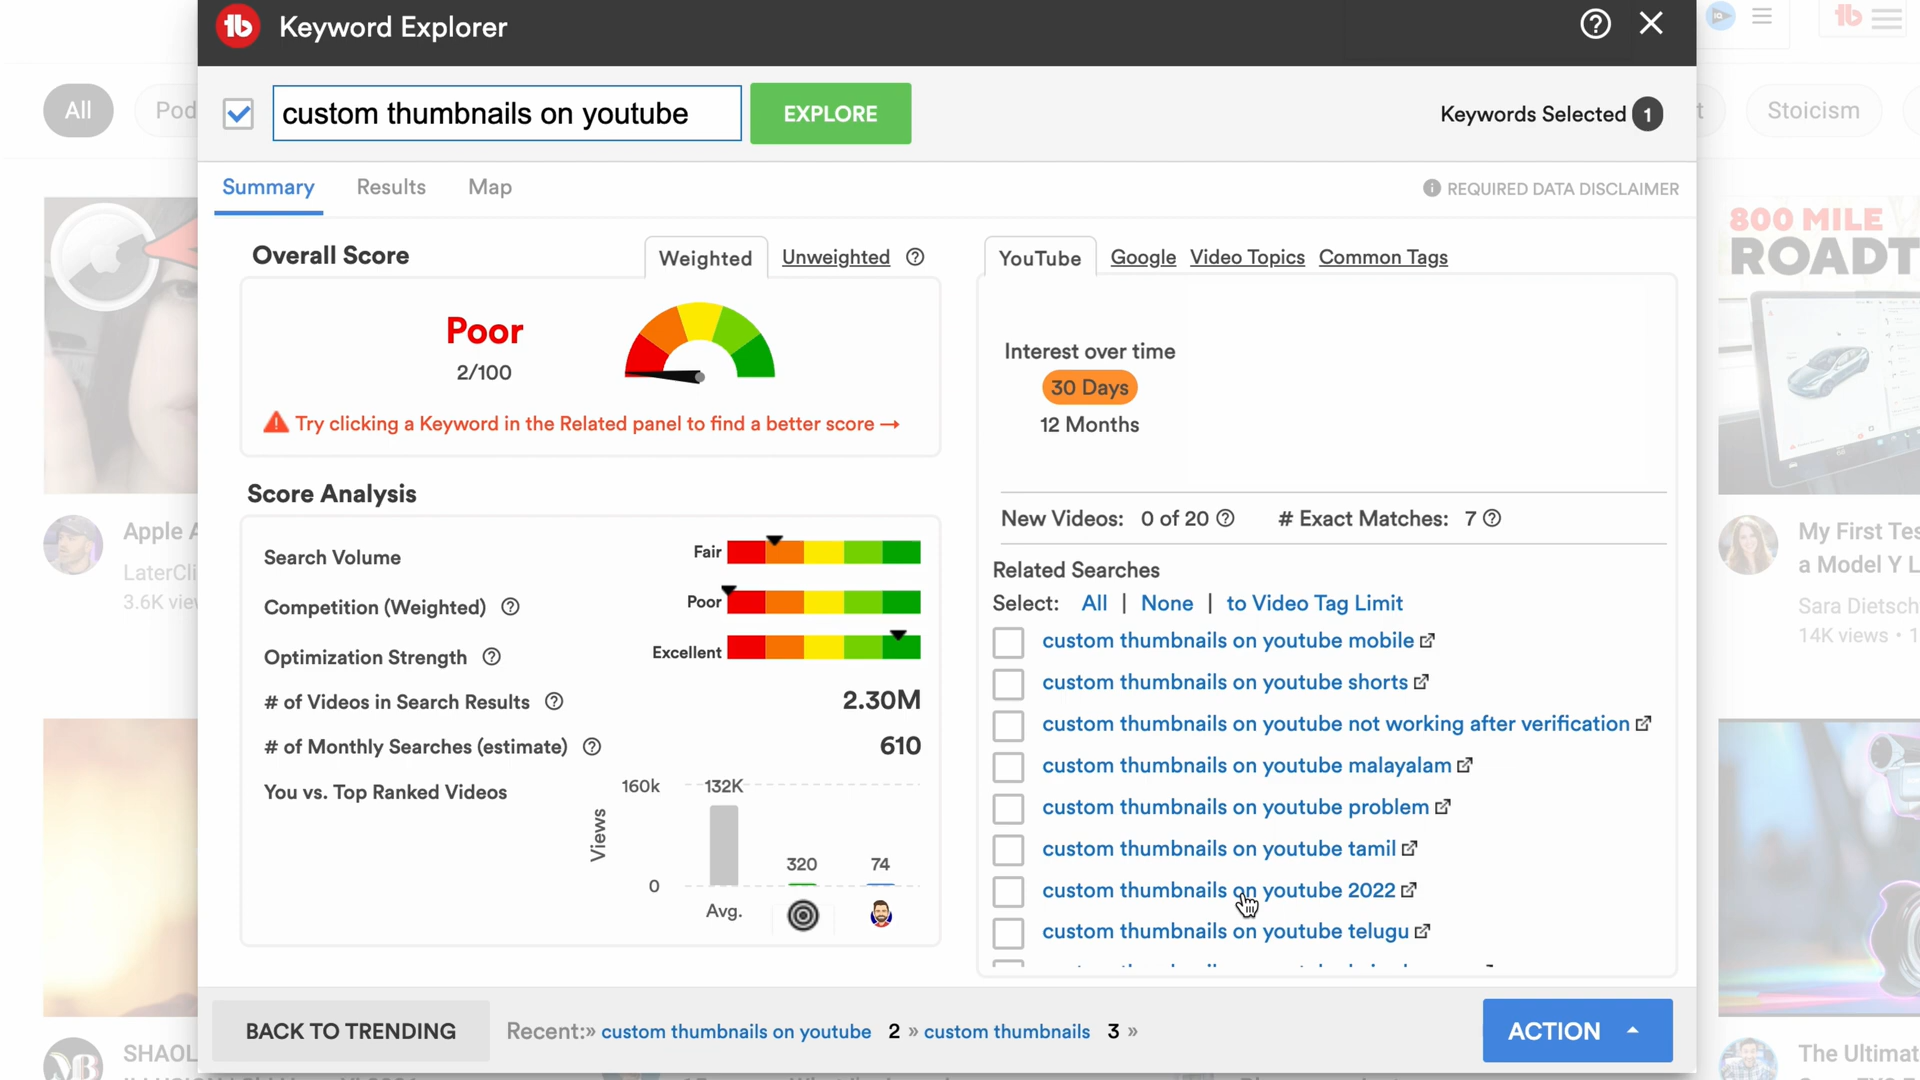 Keyword Explorer
custom thumbnails on youtube
EXPLORE
Keywords Selected 1
All
Pod
t
Stoicism
Summary
Results
Map
REQUIRED DATA DISCLAIMER
Overall Score
Weighted
Unweighted
Poor
2/100
Try clicking a Keyword in the Related panel to find a better score →
Score Analysis
Search Volume
Fair
Competition (Weighted)
Poor
Optimization Strength
Excellent
# of Videos in Search Results
2.30M
# of Monthly Searches (estimate)
610
You vs. Top Ranked Videos
Views
160k
132K
320
74
0
Avg.
YouTube
Google
Video Topics
Common Tags
Interest over time
30 Days
12 Months
New Videos: 0 of 20
# Exact Matches: 7
Related Searches
Select: All | None | to Video Tag Limit
custom thumbnails on youtube mobile
custom thumbnails on youtube shorts
custom thumbnails on youtube not working after verification
custom thumbnails on youtube malayalam
custom thumbnails on youtube problem
custom thumbnails on youtube tamil
custom thumbnails on youtube 2022
custom thumbnails on youtube telugu
BACK TO TRENDING
Recent:» custom thumbnails on youtube 2 » custom thumbnails 3 »
ACTION
Apple A
LaterCli
3.6K view
SHAOL
800 MILE
ROADT
My First Tes
a Model Y L
Sara Dietsch
14K views • 1
The Ultimat